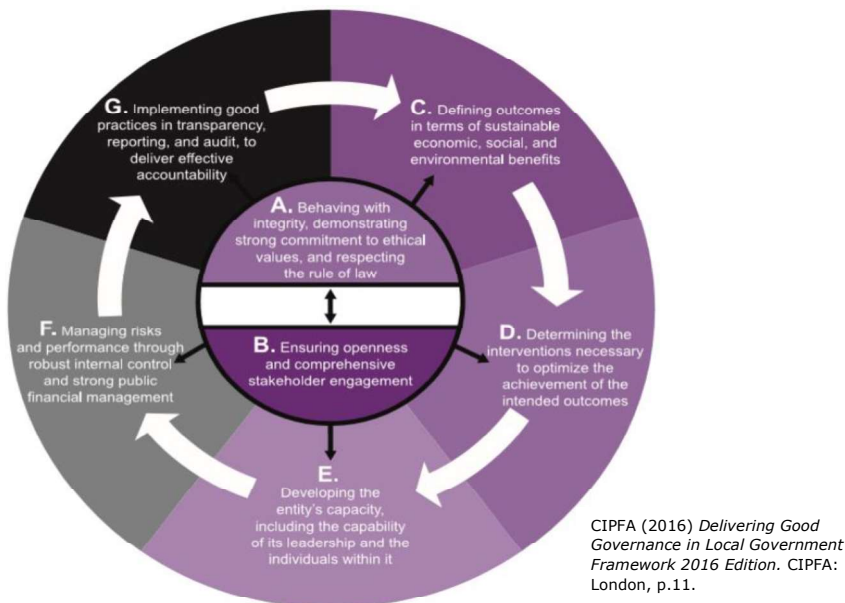 G. Implementing good
practices in transparency,
reporting, and audit, to
deliver effective
accountability
C. Defining outcomes
in terms of sustainable
economic, social, and
environmental benefits
A. Behaving with
integrity, demonstrating
strong commitment to ethical
values, and respecting
the rule of law
B. Ensuring openness
and comprehensive
stakeholder engagement
F. Managing risks
and performance through
robust internal control
and strong public
financial management
D. Determining the
interventions necessary
to optimize the
achievement of the
intended outcomes
E.
Developing the
entity's capacity,
including the capability
of its leadership and the
individuals within it
CIPFA (2016) Delivering Good
Governance in Local Government
Framework 2016 Edition. CIPFA:
London, p.11.